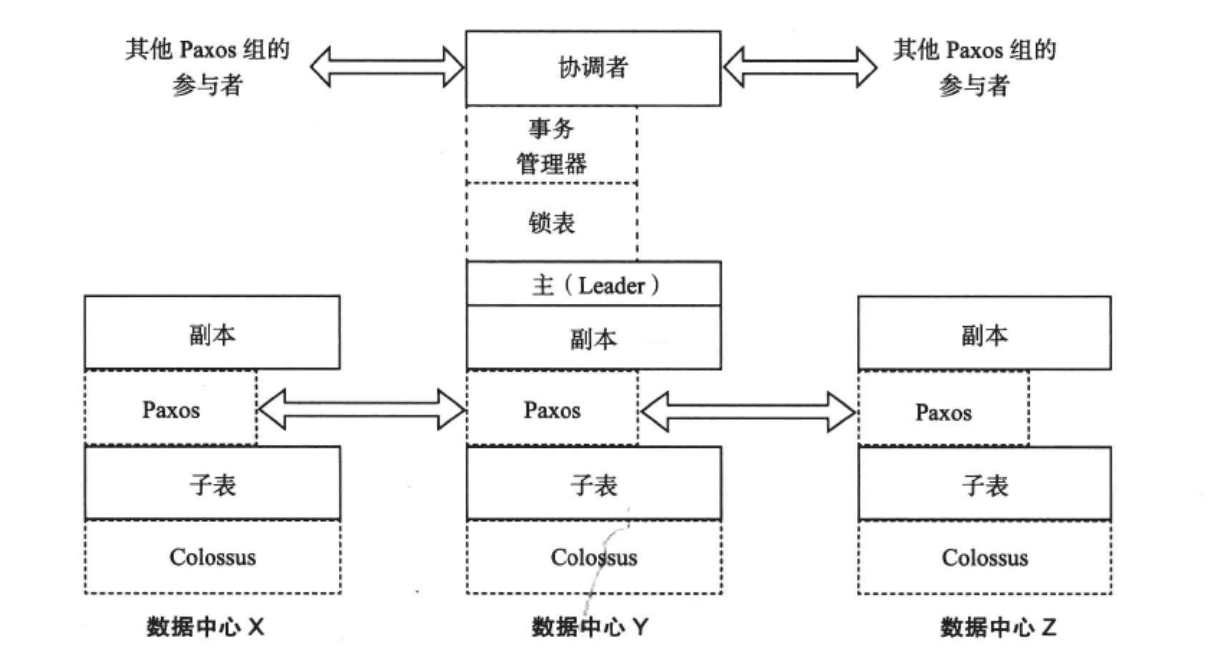 其他 Paxos 组的
参与者
协调者
其他 Paxos 组的
参与者
事务
管理器
锁表
主（Leader）
副本
副本
副本
Paxos
Paxos
Paxos
子表
子表
子表
Colossus
Colossus
Colossus
数据中心 X
数据中心 Y
数据中心 Z